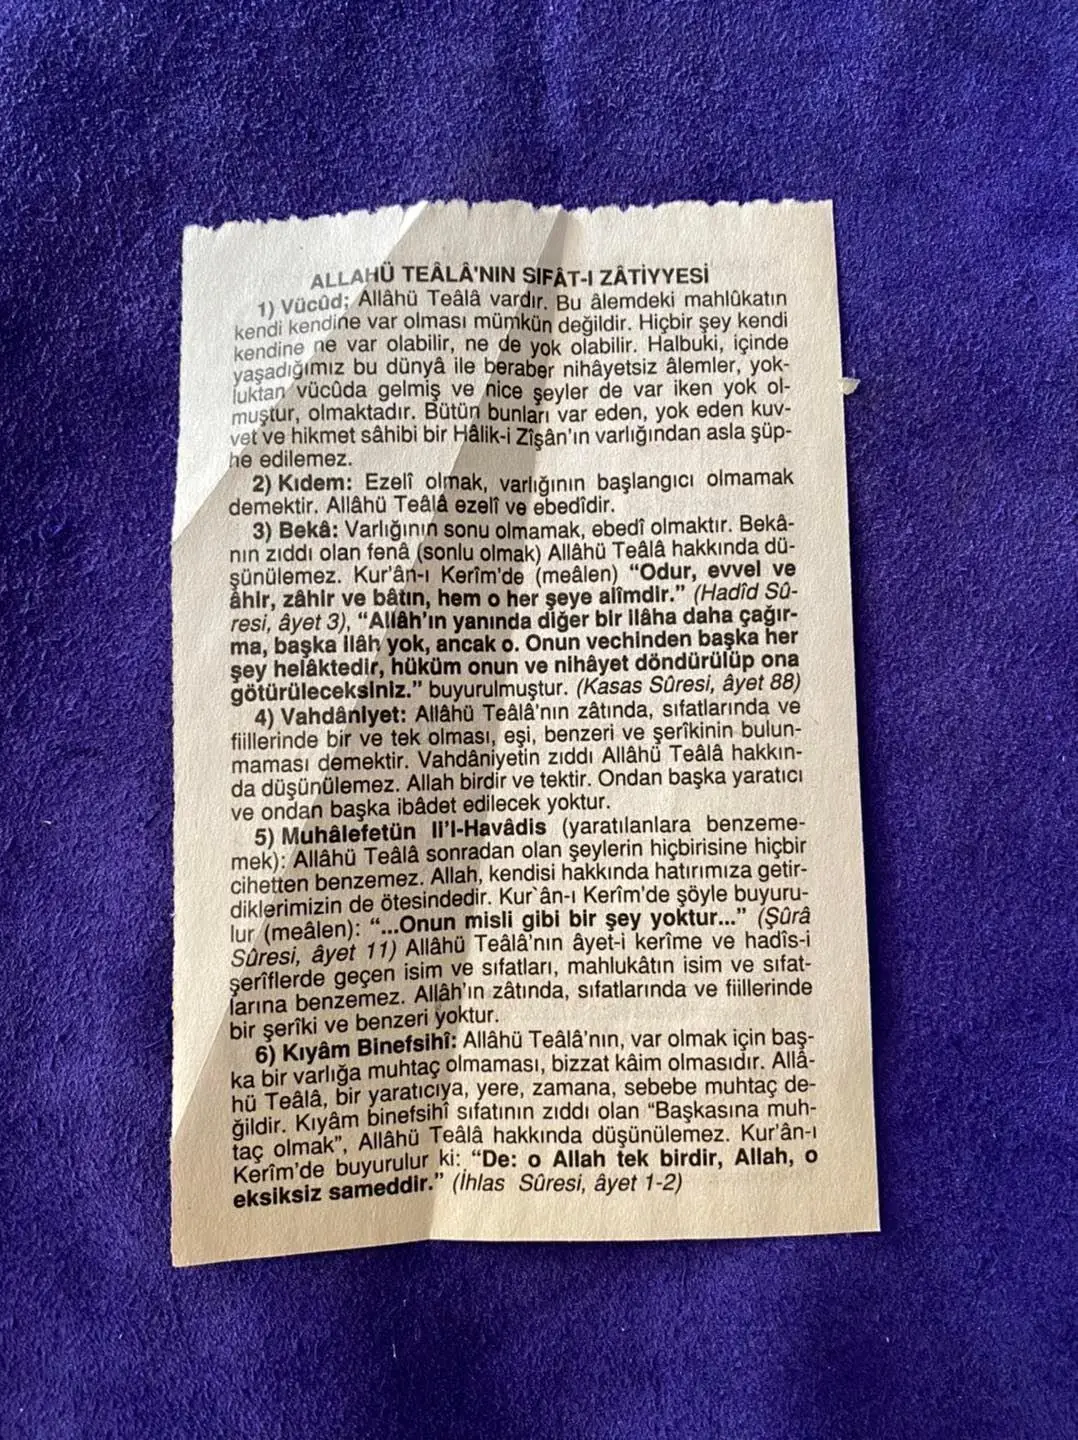 ALLAHÜ TEÂLÂ'NIN SIFÂT-I ZÂTİYYESİ
1) Vücûd: Allâhü Teâlâ vardır. Bu âlemdeki mahlûkatın
kendi kendine var olması mümkün değildir. Hiçbir şey kendi
kendine ne var olabilir, ne de yok olabilir. Halbuki, içinde
yaşadığımız bu dünyâ ile beraber nihâyetsiz âlemler, yok-
luktan vücûda gelmiş ve nice şeyler de var iken yok ol-
muştur, olmaktadır. Bütün bunları var eden, yok eden kuv-
vet ve hikmet sâhibi bir Hâlik-i Zîşân'ın varlığından asla şüp-
he edilemez.
2) Kıdem: Ezelî olmak, varlığının başlangıcı olmamak
demektir. Allâhü Teâlâ ezelî ve ebedîdir.
3) Bekâ: Varlığının sonu olmamak, ebedî olmaktır. Bekâ-
nın zıddı olan fenâ (sonlu olmak) Allâhü Teâlâ hakkında dü-
şünülemez. Kur'ân-ı Kerîm'de (meâlen) “Odur, evvel ve
âhir, zâhir ve bâtın, hem o her şeye alîmdir.” (Hadîd Sû-
resi, âyet 3), “Allâh'ın yanında diğer bir ilâha daha çağır-
ma, başka ilâh yok, ancak o. Onun vechinden başka her
şey helâktedir, hüküm onun ve nihâyet döndürülüp ona
götürüleceksiniz.” buyurulmuştur. (Kasas Sûresi, âyet 88)
4) Vahdâniyet: Allâhü Teâlâ'nın zâtında, sıfatlarında ve
fiillerinde bir ve tek olması, eşi, benzeri ve şerîkinin bulun-
maması demektir. Vahdâniyetin zıddı Allâhü Teâlâ hakkın-
da düşünülemez. Allah birdir ve tektir. Ondan başka yaratıcı
ve ondan başka ibâdet edilecek yoktur.
5) Muhâlefetün li'l-Havâdis (yaratılanlara benzeme-
mek): Allâhü Teâlâ sonradan olan şeylerin hiçbirisine hiçbir
cihetten benzemez. Allah, kendisi hakkında hatırımıza getir-
diklerimizin de ötesindedir. Kur`ân-ı Kerîm'de şöyle buyuru-
lur (meâlen): “...Onun misli gibi bir şey yoktur...” (Şûrâ
Sûresi, âyet 11) Allâhü Teâlâ'nın âyet-i kerîme ve hadîs-i
şerîflerde geçen isim ve sıfatları, mahlukâtın isim ve sıfat-
larına benzemez. Allâh'ın zâtında, sıfatlarında ve fiillerinde
bir şerîki ve benzeri yoktur.
6) Kıyâm Binefsihî: Allâhü Teâlâ'nın, var olmak için baş-
ka bir varlığa muhtaç olmaması, bizzat kâim olmasıdır. Allâ-
hü Teâlâ, bir yaratıcıya, yere, zamana, sebebe muhtaç de-
ğildir. Kıyâm binefsihî sıfatının zıddı olan “Başkasına muh-
taç olmak”, Allâhü Teâlâ hakkında düşünülemez. Kur'ân-ı
Kerîm'de buyurulur ki: “De: o Allah tek birdir, Allah, o
eksiksiz sameddir.” (İhlas Sûresi, âyet 1-2)